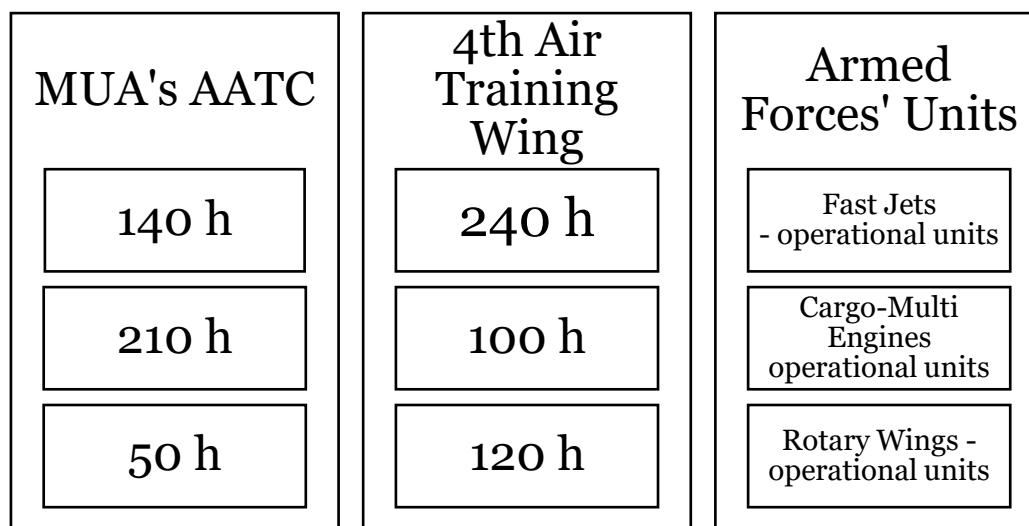 MUA's AATC
140 h
210 h
50 h
4th Air
Training
Wing
240 h
100 h
120 h
Armed
Forces' Units
Fast Jets
- operational units
Cargo-Multi
Engines
operational units
Rotary Wings -
operational units